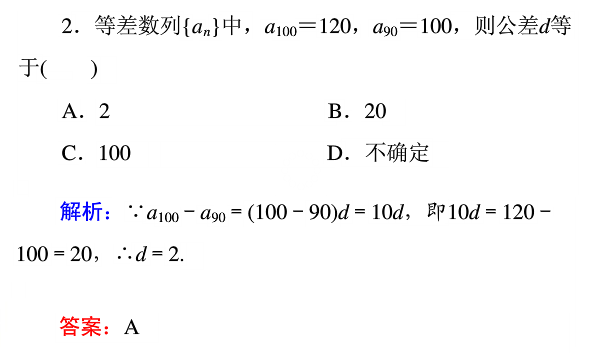 2．等差数列{aₙ}中，a₁₀₀＝120，a₉₀＝100，则公差d等
于(　　)
A．2　　B．20
C．100　　D．不确定
解析：∵a₁₀₀－a₉₀＝(100－90)d＝10d，即10d＝120－
100＝20，∴d＝2.
答案：A